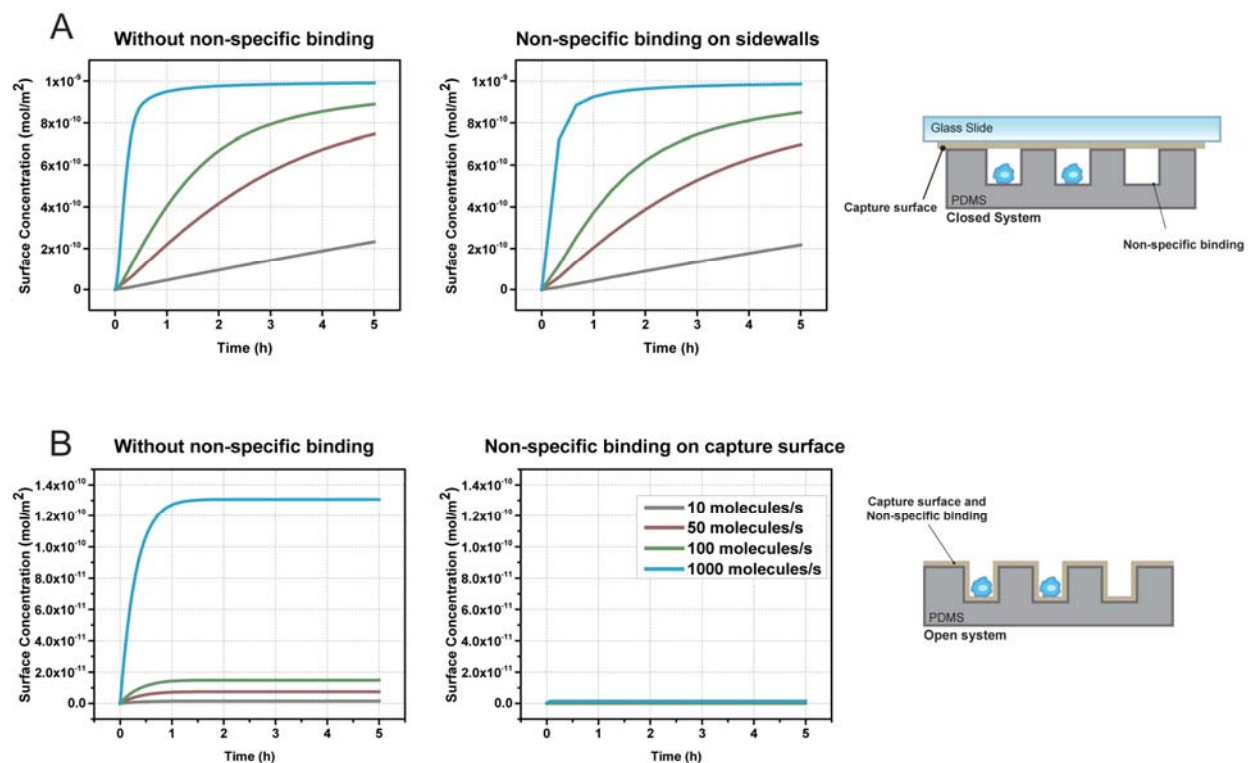 A
Without non-specific binding
Surface Concentration (mol/m²)
1x10⁻⁹
8x10⁻¹⁰
6x10⁻¹⁰
4x10⁻¹⁰
2x10⁻¹⁰
0
0 1 2 3 4 5
Time (h)
Non-specific binding on sidewalls
Surface Concentration (mol/m²)
1x10⁻⁹
8x10⁻¹⁰
6x10⁻¹⁰
4x10⁻¹⁰
2x10⁻¹⁰
0
0 1 2 3 4 5
Time (h)
Glass Slide
PDMS
Capture surface
Closed System
Non-specific binding
B
Without non-specific binding
Surface Concentration (mol/m²)
1.4x10⁻¹⁰
1.2x10⁻¹⁰
1.0x10⁻¹⁰
8.0x10⁻¹¹
6.0x10⁻¹¹
4.0x10⁻¹¹
2.0x10⁻¹¹
0.0
0 1 2 3 4 5
Time (h)
Non-specific binding on capture surface
Surface Concentration (mol/m²)
1.4x10⁻¹⁰
1.2x10⁻¹⁰
1.0x10⁻¹⁰
8.0x10⁻¹¹
6.0x10⁻¹¹
4.0x10⁻¹¹
2.0x10⁻¹¹
0.0
0 1 2 3 4 5
Time (h)
10 molecules/s
50 molecules/s
100 molecules/s
1000 molecules/s
Capture surface and
Non-specific binding
PDMS
Open system